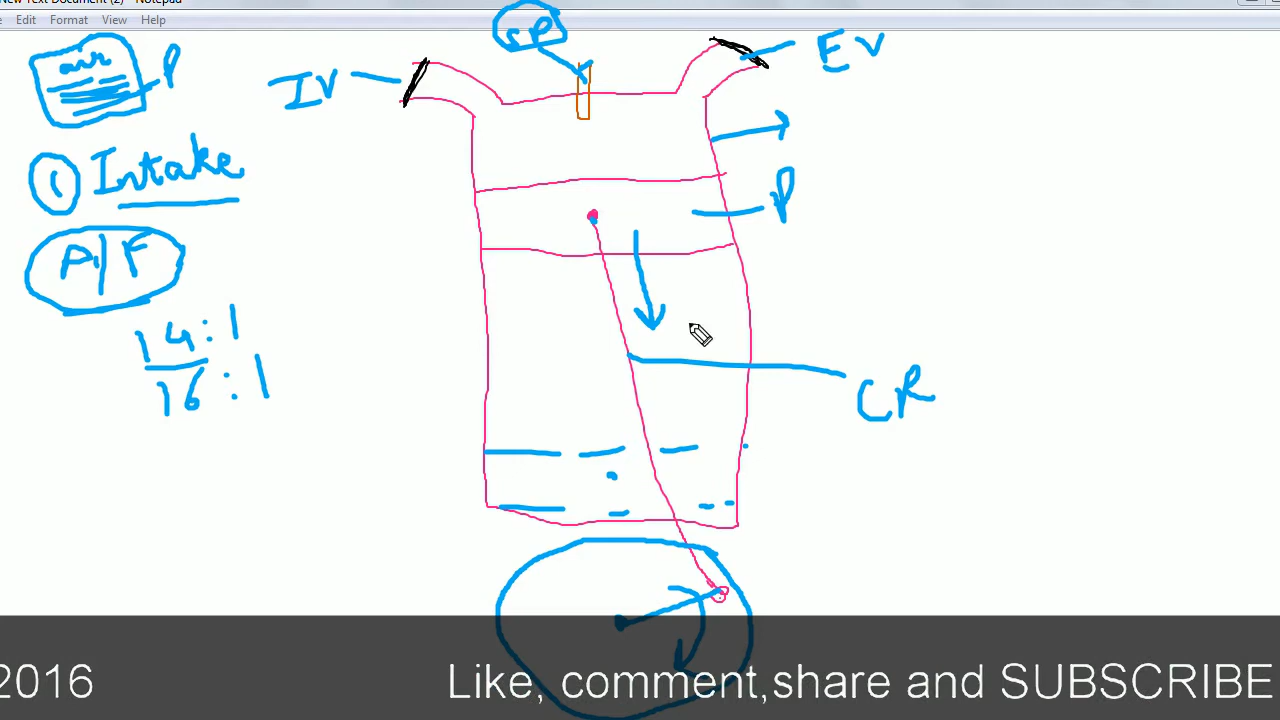 Edit Format View Help
SP
EV
air
P
IV
① Intake
P
A/F
14:1
16:1
CR
2016
Like, comment,share and SUBSCRIBE